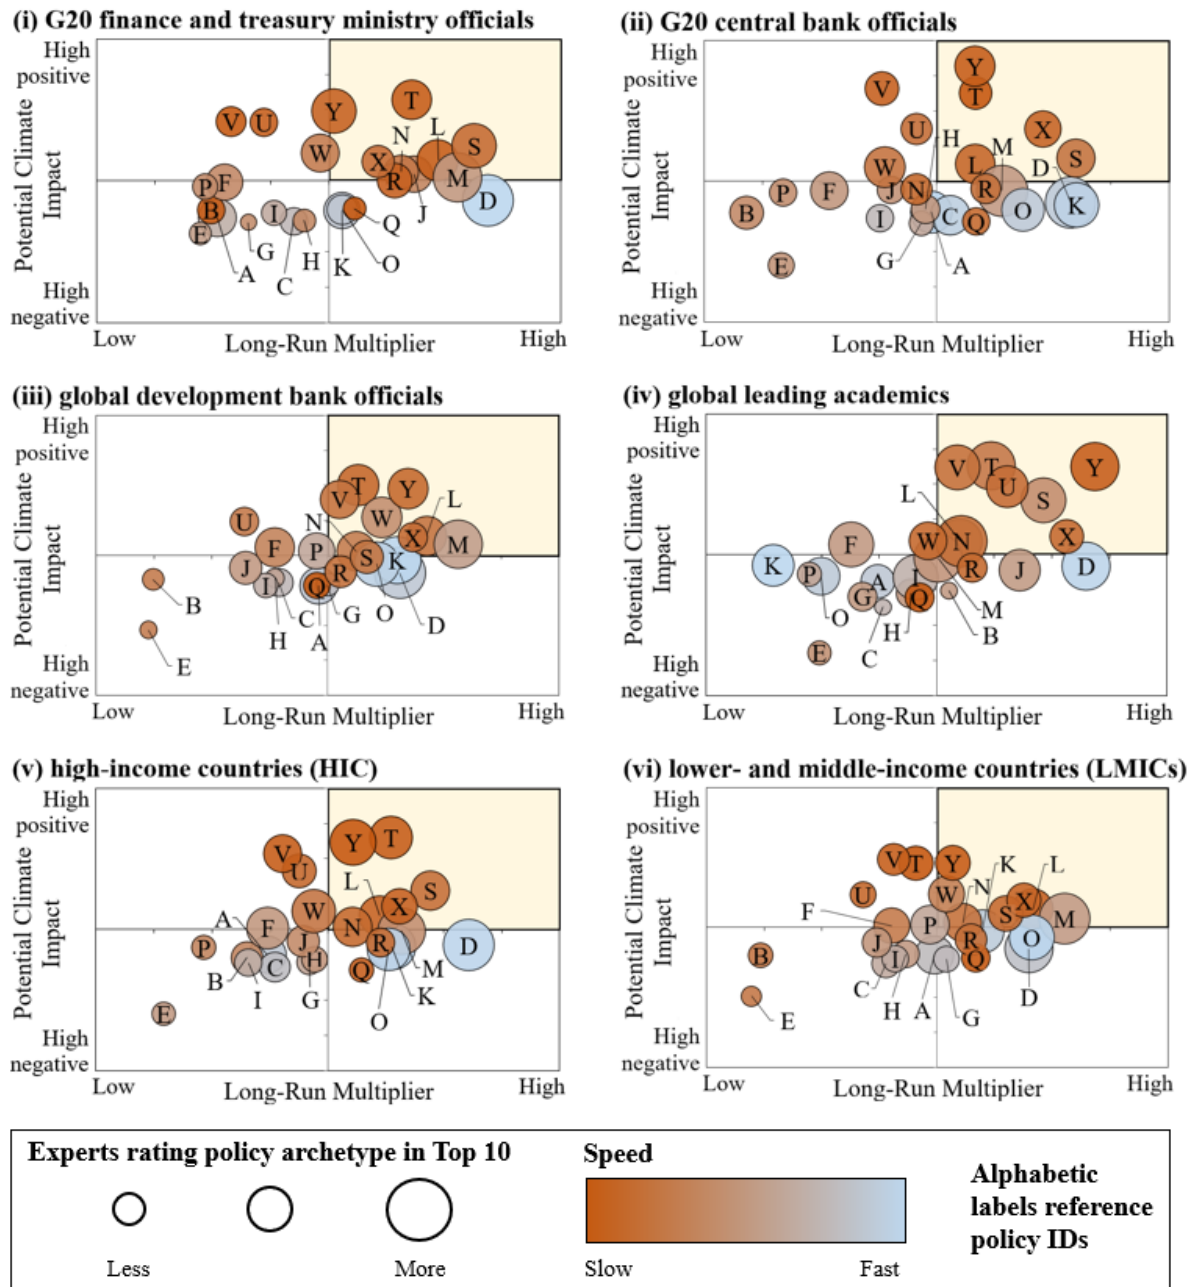 (i) G20 finance and treasury ministry officials
High
positive
Potential Climate
Impact
High
negative
Low
Long-Run Multiplier
High
V
U
Y
T
N
L
W
X
S
R
M
J
D
P
F
B
E
A
G
I
C
H
K
O
Q
(ii) G20 central bank officials
High
positive
Potential Climate
Impact
High
negative
Low
Long-Run Multiplier
High
Y
V
T
U
H
X
M
D
W
L
S
P
F
J
N
R
B
I
C
Q
O
K
G
A
E
(iii) global development bank officials
High
positive
Potential Climate
Impact
High
negative
Low
Long-Run Multiplier
High
T
V
Y
L
U
N
W
X
F
P
S
K
M
J
R
B
I
C
Q
G
O
D
H
A
E
(iv) global leading academics
High
positive
Potential Climate
Impact
High
negative
Low
Long-Run Multiplier
High
V
T
Y
U
L
S
F
W
N
X
K
P
A
I
R
J
D
O
G
Q
M
H
B
C
E
(v) high-income countries (HIC)
High
positive
Potential Climate
Impact
High
negative
Low
Long-Run Multiplier
High
Y
T
V
U
L
S
A
W
X
F
N
P
J
R
D
B
C
H
Q
M
I
G
K
O
E
(vi) lower- and middle-income countries (LMICs)
High
positive
Potential Climate
Impact
High
negative
Low
Long-Run Multiplier
High
V
T
Y
K
L
U
W
N
X
F
P
S
M
J
R
O
B
I
Q
C
H
A
G
D
E
Experts rating policy archetype in Top 10
Less
More
Speed
Slow
Fast
Alphabetic
labels reference
policy IDs